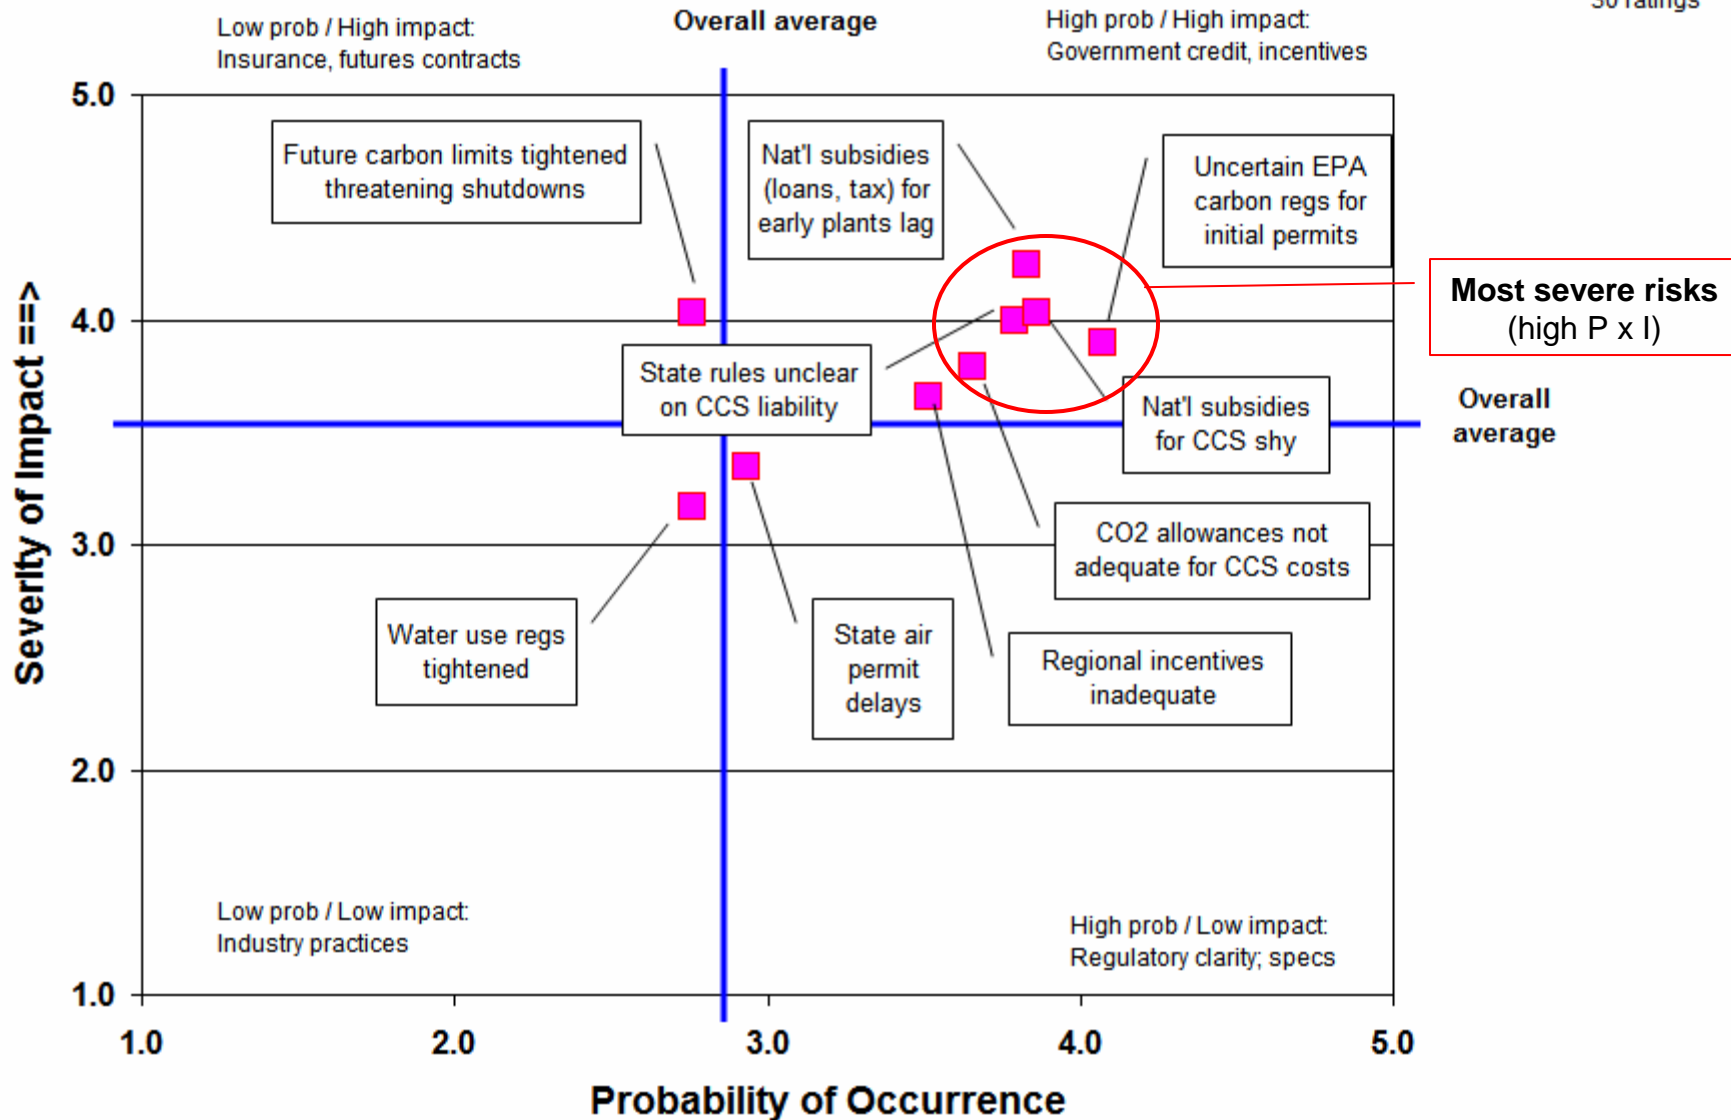 30 ratings
Low prob / High impact:
Insurance, futures contracts
Overall average
High prob / High impact:
Government credit, incentives
5.0
4.0
3.0
2.0
1.0
Severity of Impact ==>
Future carbon limits tightened
threatening shutdowns
Nat'l subsidies
(loans, tax) for
early plants lag
Uncertain EPA
carbon regs for
initial permits
Most severe risks
(high P x I)
State rules unclear
on CCS liability
Nat'l subsidies
for CCS shy
Overall
average
CO2 allowances not
adequate for CCS costs
Water use regs
tightened
State air
permit
delays
Regional incentives
inadequate
Low prob / Low impact:
Industry practices
High prob / Low impact:
Regulatory clarity; specs
1.0
2.0
3.0
4.0
5.0
Probability of Occurrence